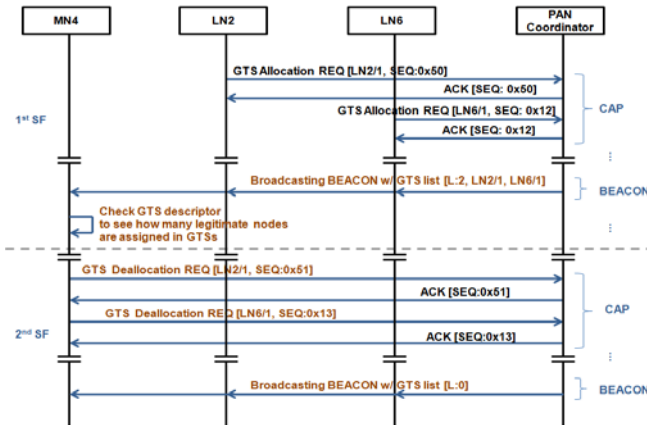 MN4
LN2
LN6
PAN
Coordinator
GTS Allocation REQ [LN2/1, SEQ:0x50]
ACK [SEQ: 0x50]
GTS Allocation REQ [LN6/1, SEQ: 0x12]
ACK [SEQ: 0x12]
CAP
1st SF
Broadcasting BEACON w/ GTS list [L:2, LN2/1, LN6/1]
BEACON
Check GTS descriptor
to see how many legitimate nodes
are assigned in GTSs
GTS Deallocation REQ [LN2/1, SEQ:0x51]
ACK [SEQ:0x51]
GTS Deallocation REQ [LN6/1, SEQ:0x13]
ACK [SEQ:0x13]
CAP
2nd SF
Broadcasting BEACON w/ GTS list [L:0]
BEACON